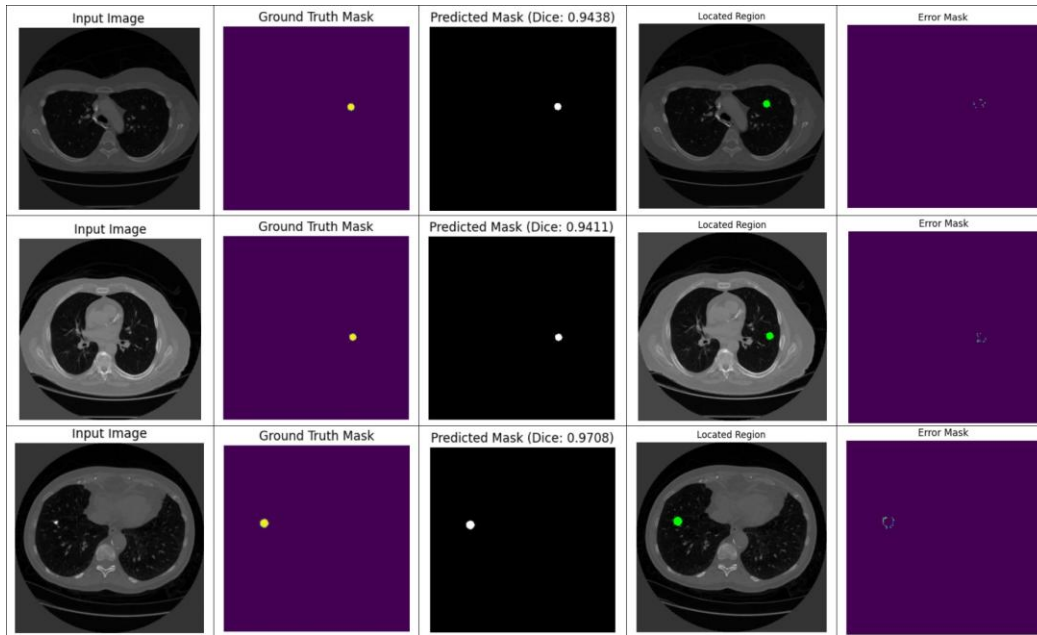 Input Image
Ground Truth Mask
Predicted Mask (Dice: 0.9438)
Located Region
Error Mask
Input Image
Ground Truth Mask
Predicted Mask (Dice: 0.9411)
Located Region
Error Mask
Input Image
Ground Truth Mask
Predicted Mask (Dice: 0.9708)
Located Region
Error Mask